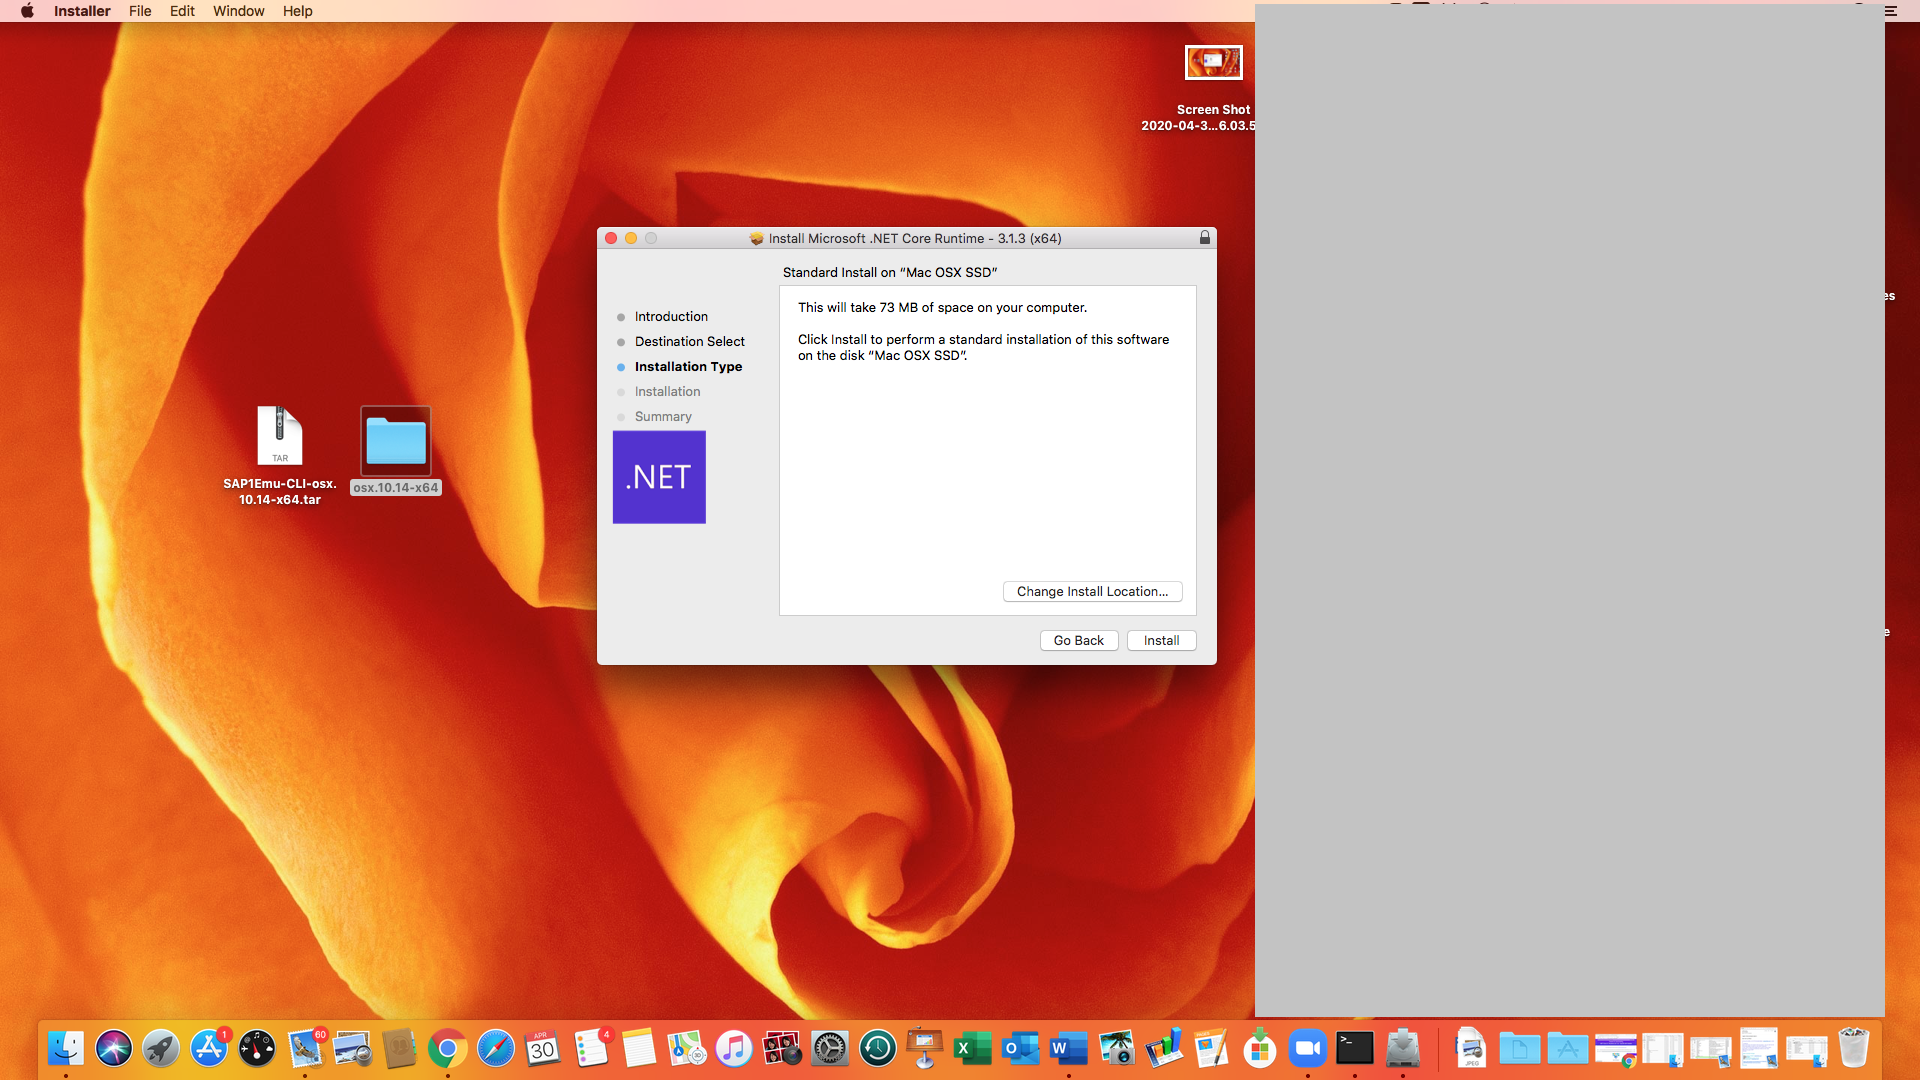 Installer File Edit Window Help
Screen Shot
2020-04-3...6.03.5
Install Microsoft .NET Core Runtime - 3.1.3 (x64)
Standard Install on “Mac OSX SSD”
Introduction
Destination Select
Installation Type
Installation
Summary
.NET
This will take 73 MB of space on your computer.
Click Install to perform a standard installation of this software
on the disk “Mac OSX SSD”.
Change Install Location...
Go Back
Install
TAR
SAP1Emu-CLI-osx.
10.14-x64.tar
osx.10.14-x64
es
e
1
60
APR
30
4
3D
X
O
W
>_
JPEG